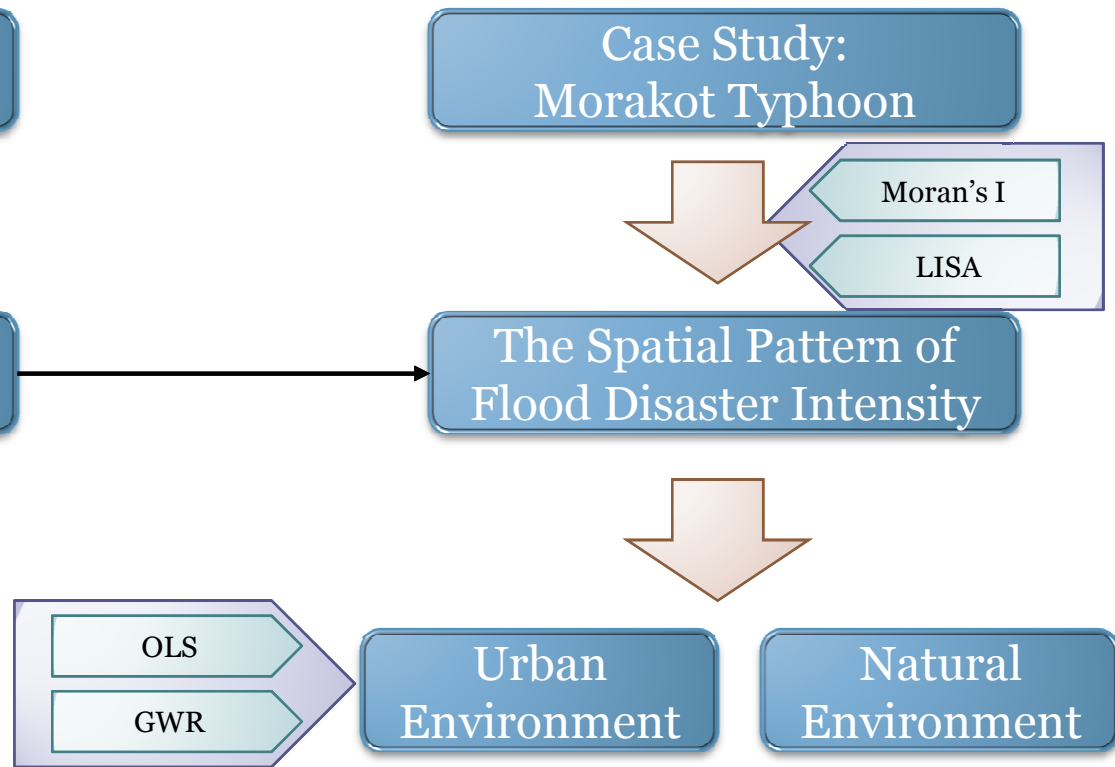 Case Study:
Morakot Typhoon
Moran’s I
LISA
The Spatial Pattern of
Flood Disaster Intensity
OLS
GWR
Urban
Environment
Natural
Environment